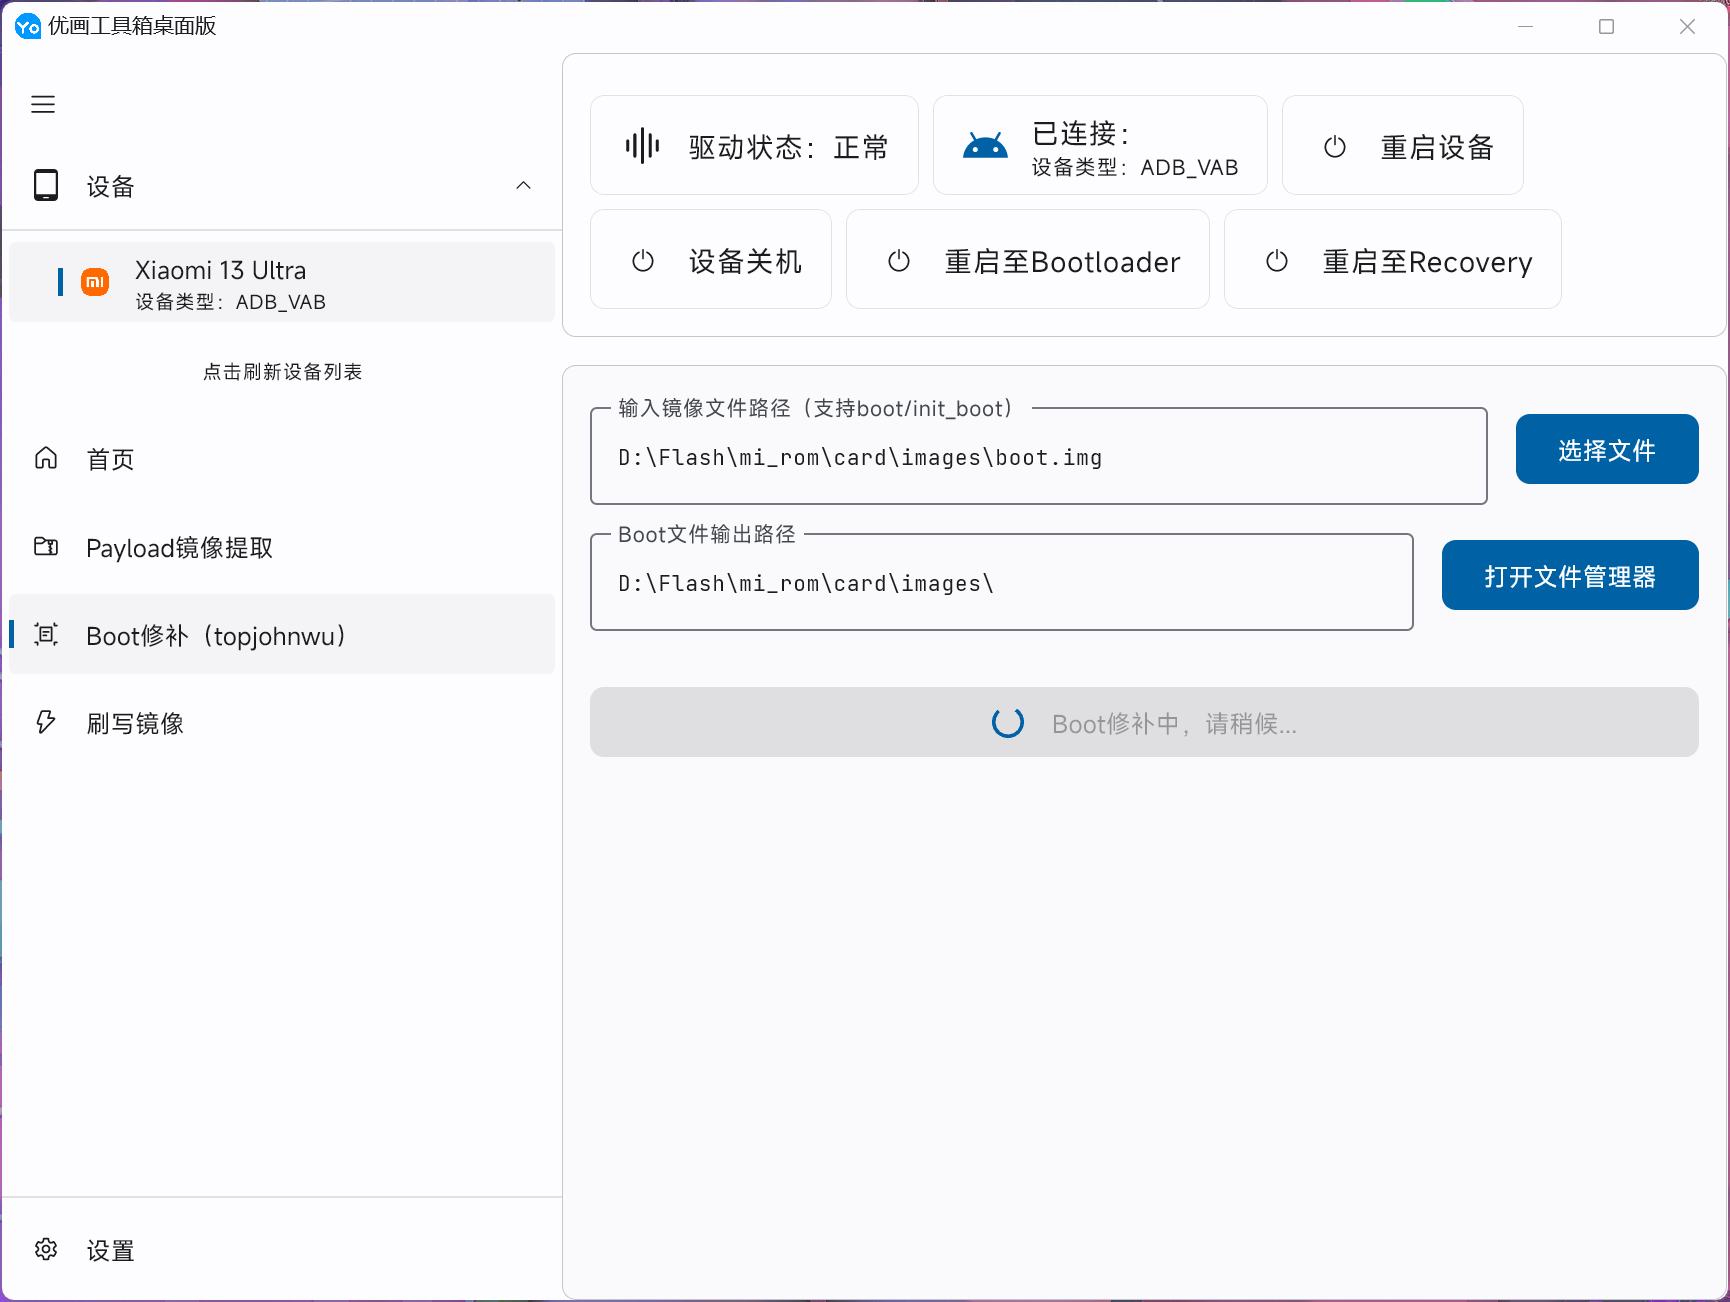 Yo 优画工具箱桌面版
设备
Xiaomi 13 Ultra
设备类型：ADB_VAB
点击刷新设备列表
首页
Payload镜像提取
Boot修补（topjohnwu）
刷写镜像
设置
驱动状态：正常
已连接：
设备类型：ADB_VAB
重启设备
设备关机
重启至Bootloader
重启至Recovery
输入镜像文件路径（支持boot/init_boot）
D:\Flash\mi_rom\card\images\boot.img
选择文件
Boot文件输出路径
D:\Flash\mi_rom\card\images\
打开文件管理器
Boot修补中，请稍候...